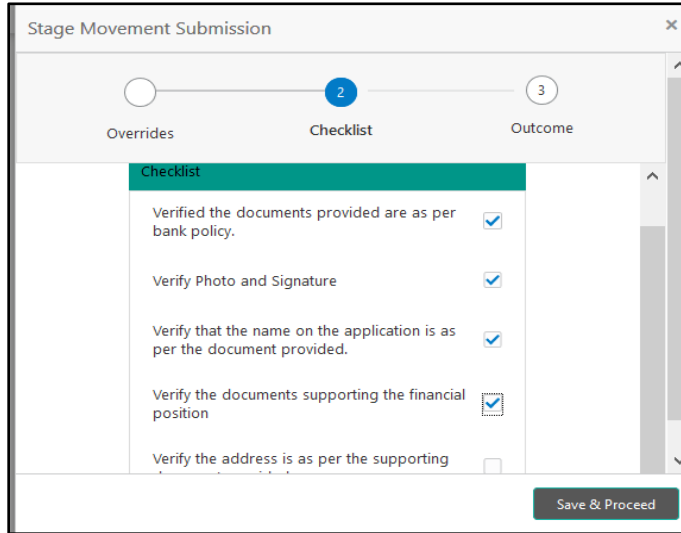 Stage Movement Submission
×
2
3
Overrides
Checklist
Outcome
Checklist
Verified the documents provided are as per
bank policy.
Verify Photo and Signature
Verify that the name on the application is as
per the document provided.
Verify the documents supporting the financial
position
Verify the address is as per the supporting
Save & Proceed